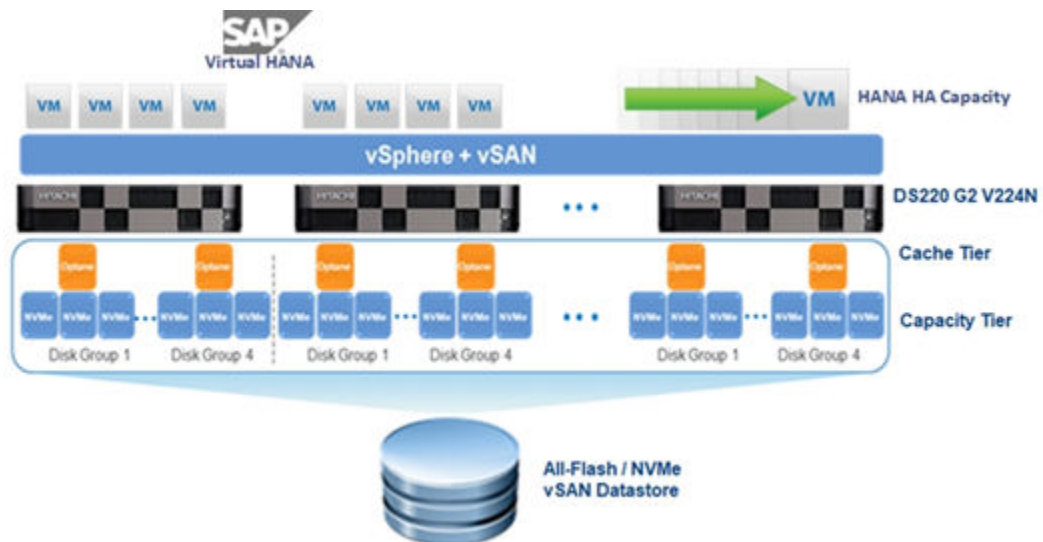 SAP
Virtual HANA
VM VM VM VM VM VM VM VM VM HANA HA Capacity
vSphere + vSAN
HITACHI HITACHI HITACHI DS220 G2 V224N
Optane Optane Optane Optane Optane Optane Cache Tier
NVMe NVMe NVMe NVMe NVMe NVMe NVMe NVMe NVMe NVMe NVMe NVMe NVMe NVMe NVMe NVMe NVMe NVMe Capacity Tier
Disk Group 1 Disk Group 4 Disk Group 1 Disk Group 4 Disk Group 1 Disk Group 4
All-Flash / NVMe
vSAN Datastore